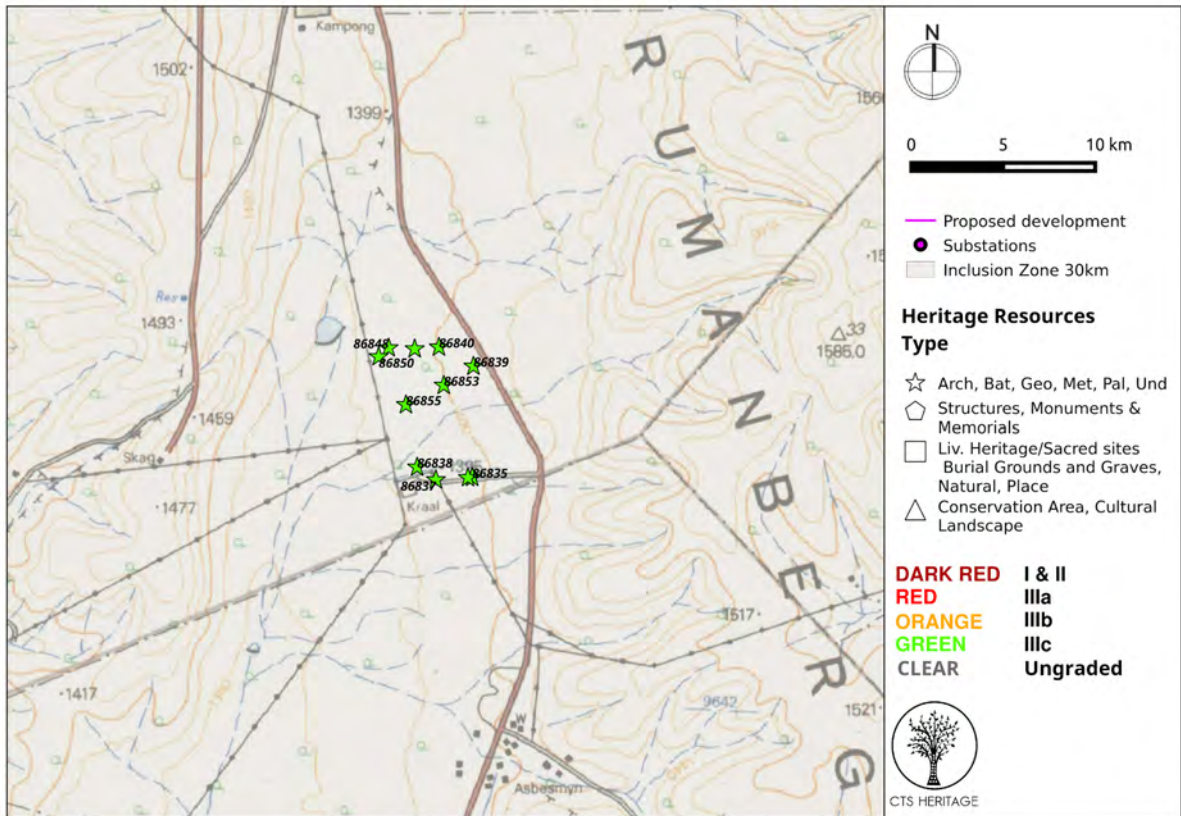 Kampong
1502
1399
K U R U M A N B E R G
Res
1493
33
1585.0
86848
86840
86850
86839
86853
86855
1459
Skag
86838
86835
86837
Kraal
1477
1517
1417
9642
1521
W
Asbesmyn
N
0 5 10 km
Proposed development
Substations
Inclusion Zone 30km
Heritage Resources
Type
Arch, Bat, Geo, Met, Pal, Und
Structures, Monuments &
Memorials
Liv. Heritage/Sacred sites
Burial Grounds and Graves,
Natural, Place
Conservation Area, Cultural
Landscape
DARK RED I & II
RED IIIa
ORANGE IIIb
GREEN IIIc
CLEAR Ungraded
CTS HERITAGE